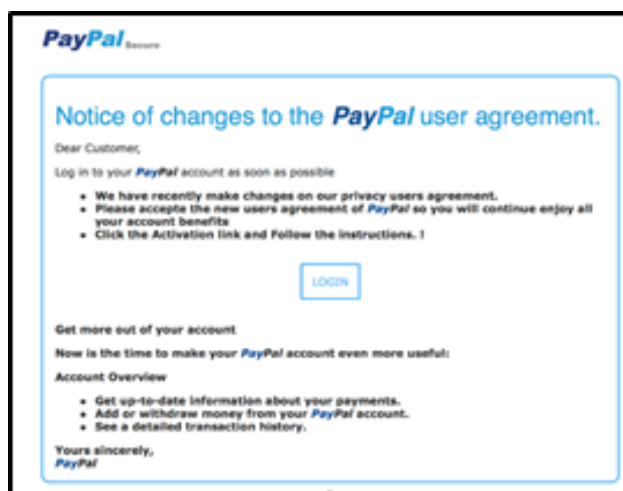 PayPal Secure
Notice of changes to the PayPal user agreement.
Dear Customer,
Log in to your PayPal account as soon as possible
• We have recently make changes on our privacy users agreement.
• Please accepte the new users agreement of PayPal so you will continue enjoy all
your account benefits
• Click the Activation link and Follow the instructions. !
LOGIN
Get more out of your account
Now is the time to make your PayPal account even more useful:
Account Overview
• Get up-to-date information about your payments.
• Add or withdraw money from your PayPal account.
• See a detailed transaction history.
Yours sincerely,
PayPal